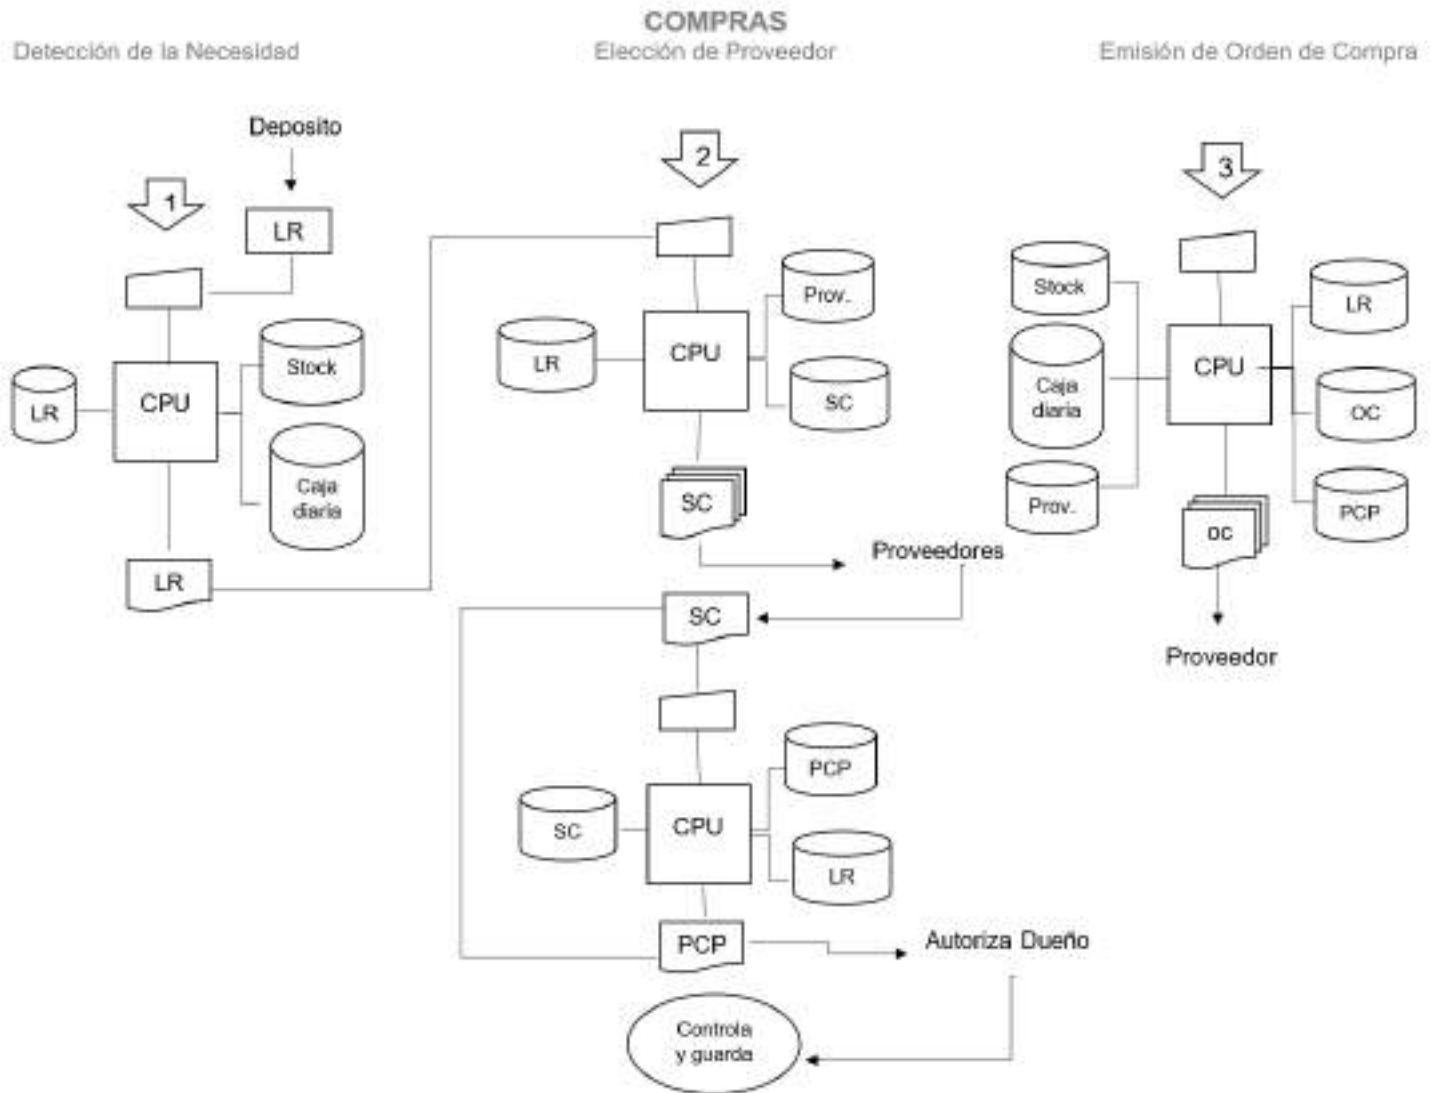 COMPRAS
Detección de la Necesidad
Elección de Proveedor
Emisión de Orden de Compra
Deposito
1
LR
LR
CPU
Stock
Caja
diaria
LR
2
LR
CPU
Prov.
SC
SC
Proveedores
SC
SC
CPU
PCP
LR
PCP
Autoriza Dueño
Controla
y guarda
3
Stock
Caja
diaria
Prov.
CPU
LR
OC
PCP
OC
Proveedor